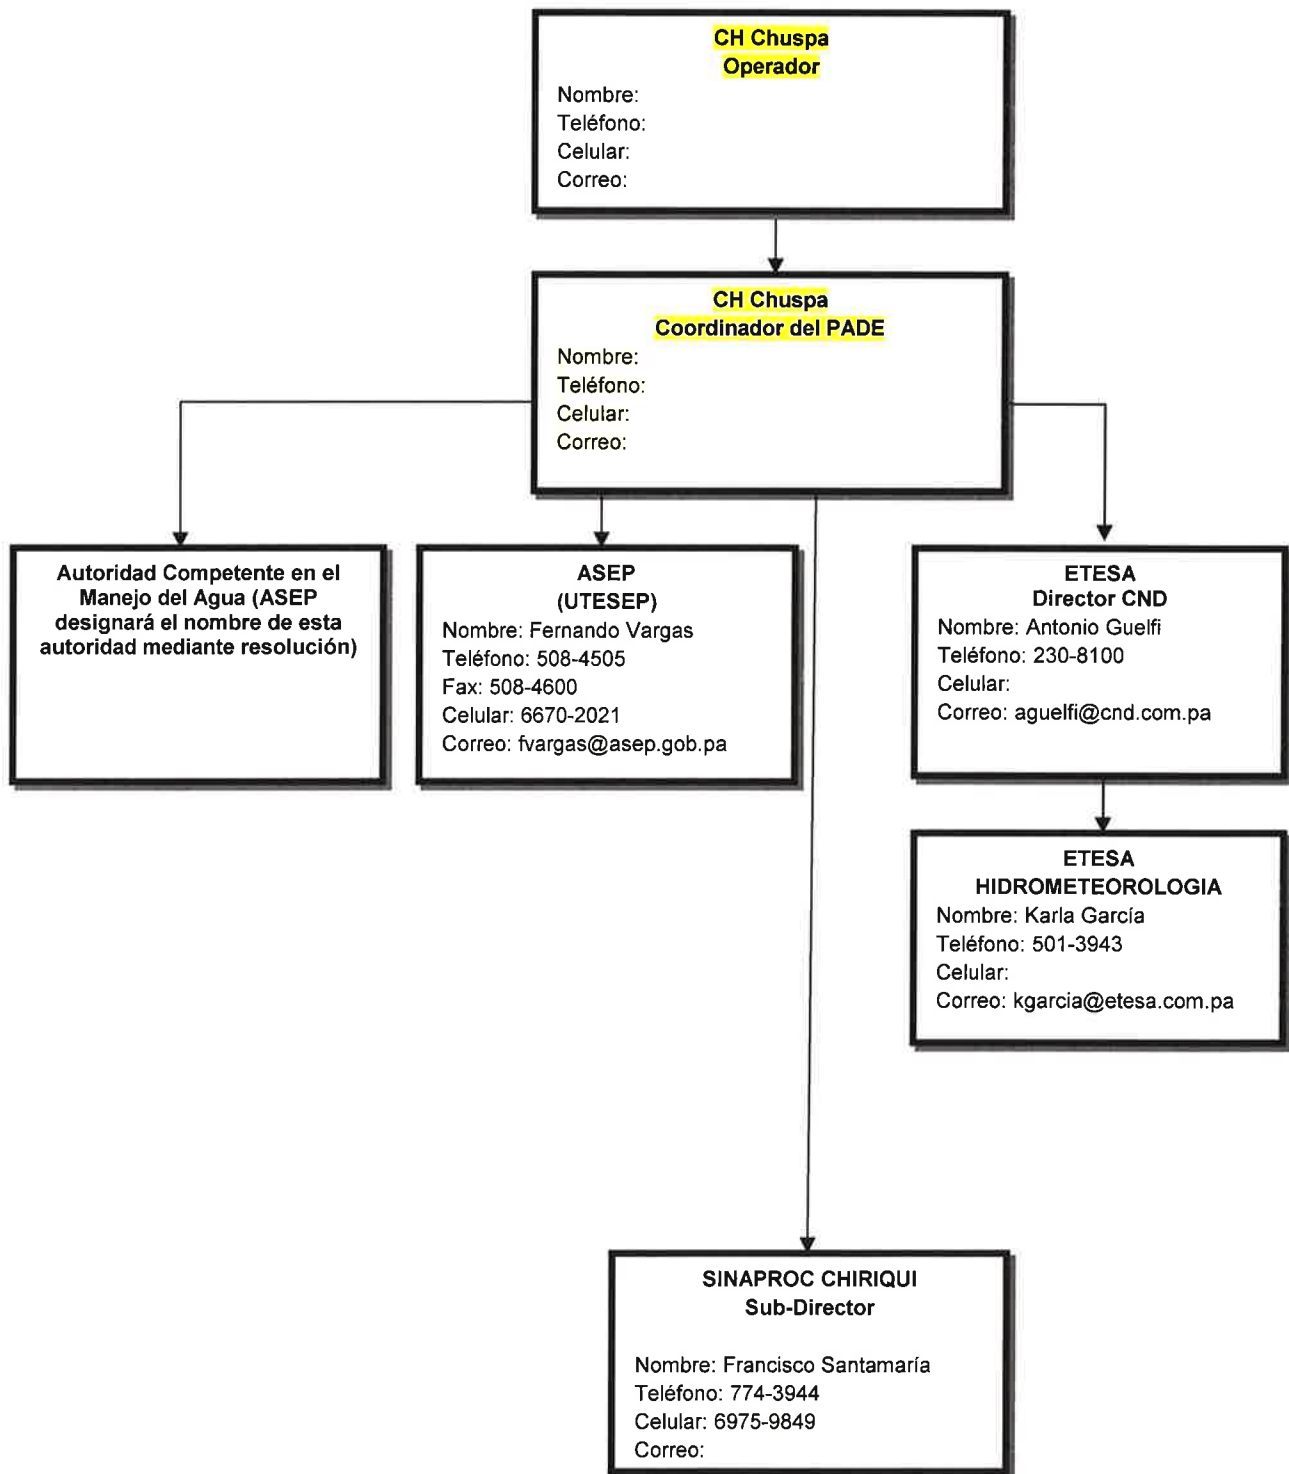 CH Chuspa
Operador
Nombre:
Teléfono:
Celular:
Correo:
CH Chuspa
Coordinador del PADE
Nombre:
Teléfono:
Celular:
Correo:
Autoridad Competente en el
Manejo del Agua (ASEP
designará el nombre de esta
autoridad mediante resolución)
ASEP
(UTESEP)
Nombre: Fernando Vargas
Teléfono: 508-4505
Fax: 508-4600
Celular: 6670-2021
Correo: fvargas@asep.gob.pa
ETESA
Director CND
Nombre: Antonio Guelfi
Teléfono: 230-8100
Celular:
Correo: aguelfi@cnd.com.pa
ETESA
HIDROMETEOROLOGIA
Nombre: Karla García
Teléfono: 501-3943
Celular:
Correo: kgarcia@etesa.com.pa
SINAPROC CHIRIQUI
Sub-Director
Nombre: Francisco Santamaría
Teléfono: 774-3944
Celular: 6975-9849
Correo: